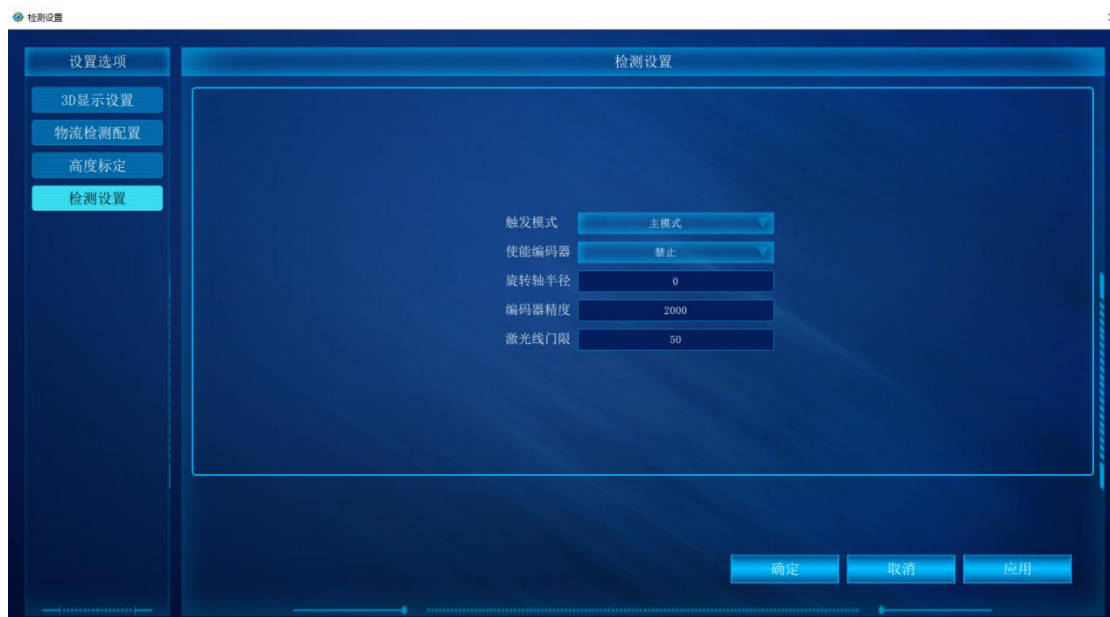 检测设置
设置选项
检测设置
3D显示设置
物流检测配置
高度标定
检测设置
触发模式 主模式
使能编码器 禁止
旋转轴半径 0
编码器精度 2000
激光线门限 50
确定 取消 应用